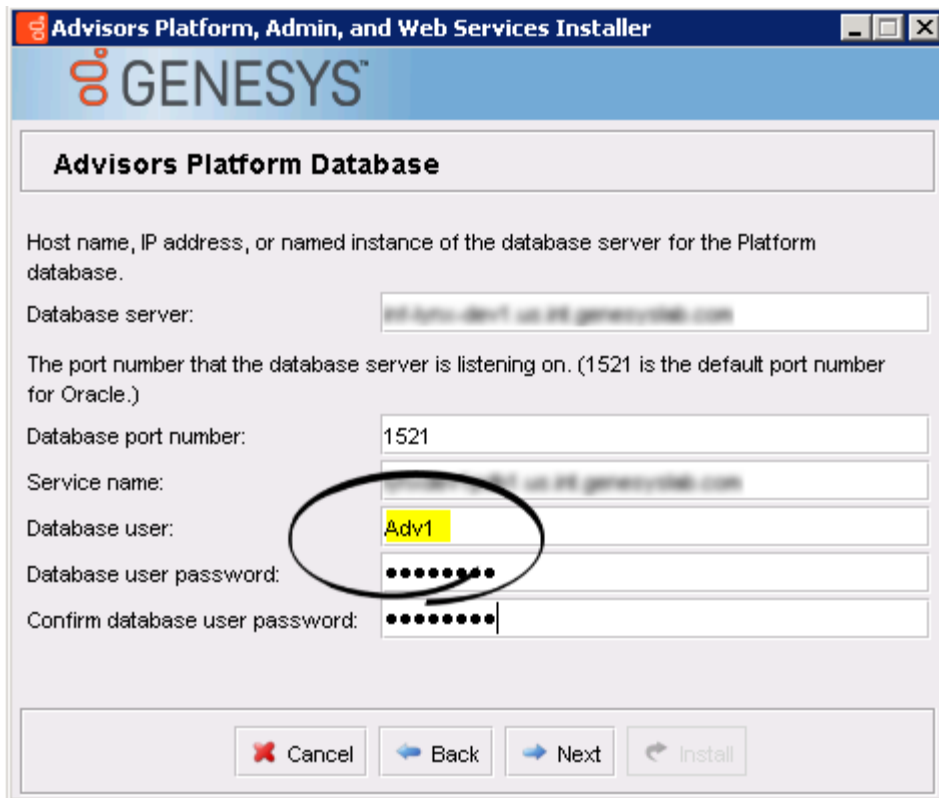 Advisors Platform, Admin, and Web Services Installer
GENESYS™
Advisors Platform Database
Host name, IP address, or named instance of the database server for the Platform
database.
Database server:
The port number that the database server is listening on. (1521 is the default port number
for Oracle.)
Database port number: 1521
Service name:
Database user: Adv1
Database user password: ●●●●●●●●
Confirm database user password: ●●●●●●●●
Cancel Back Next Install